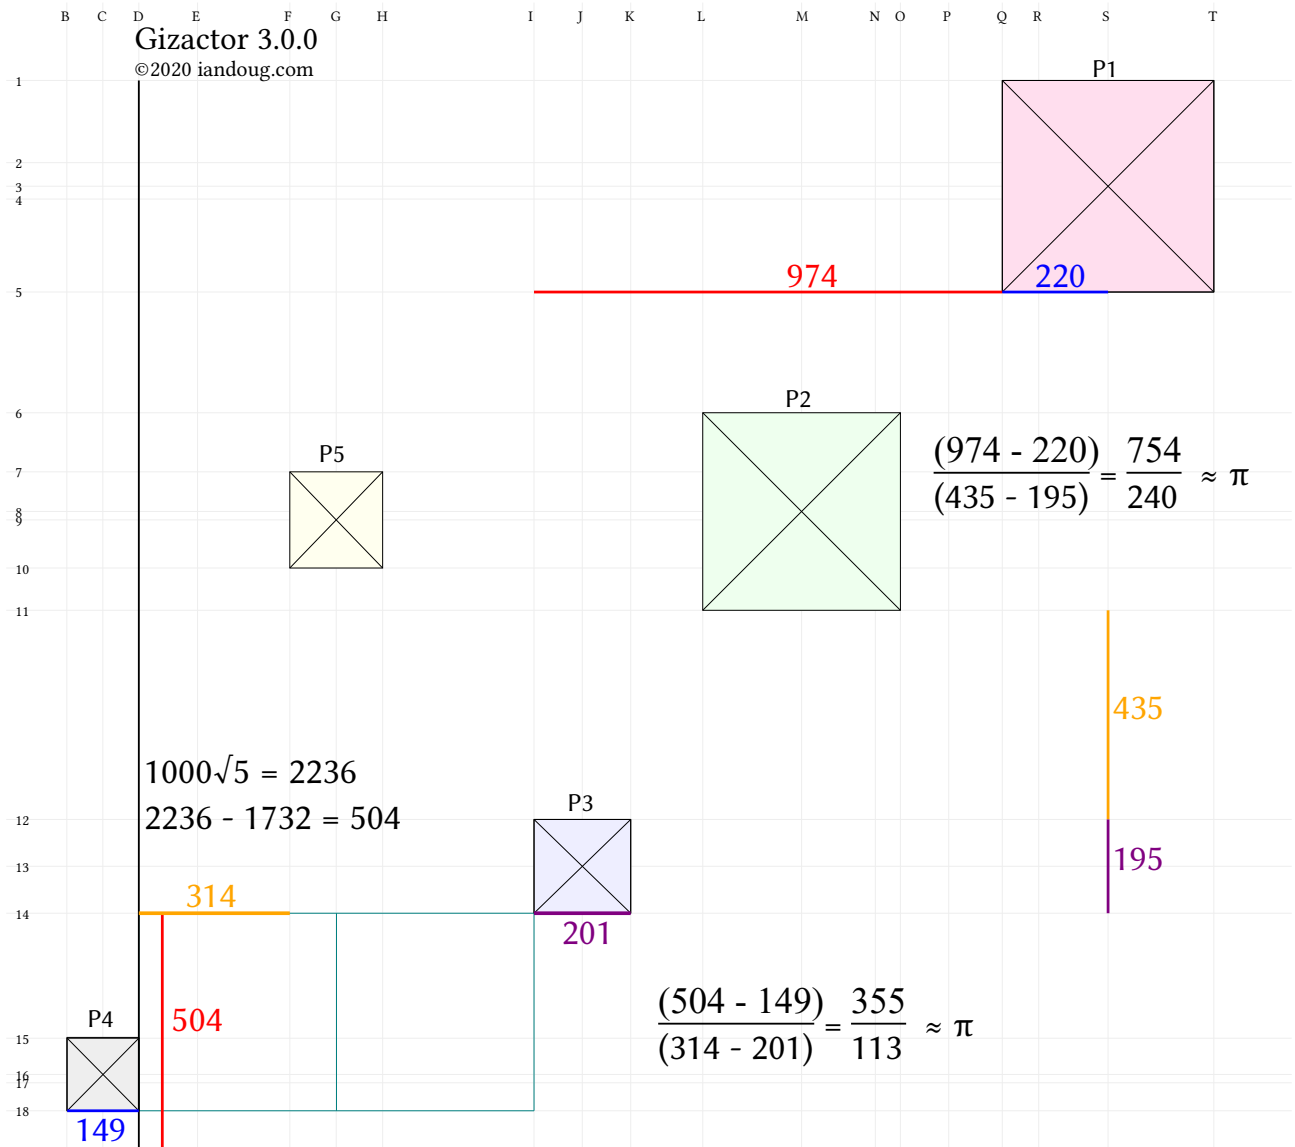 B C D E F G H I J K L M N O P Q R S T
Gizactor 3.0.0
©2020 iandoug.com
P1
1
2
3
4
974
220
5
P2
6
P5
(974 - 220) / (435 - 195) = 754 / 240 ≈ π
7
8
9
10
11
435
1000√5 = 2236
2236 - 1732 = 504
P3
12
195
13
314
14
201
504
(504 - 149) / (314 - 201) = 355 / 113 ≈ π
P4
15
16
17
18
149